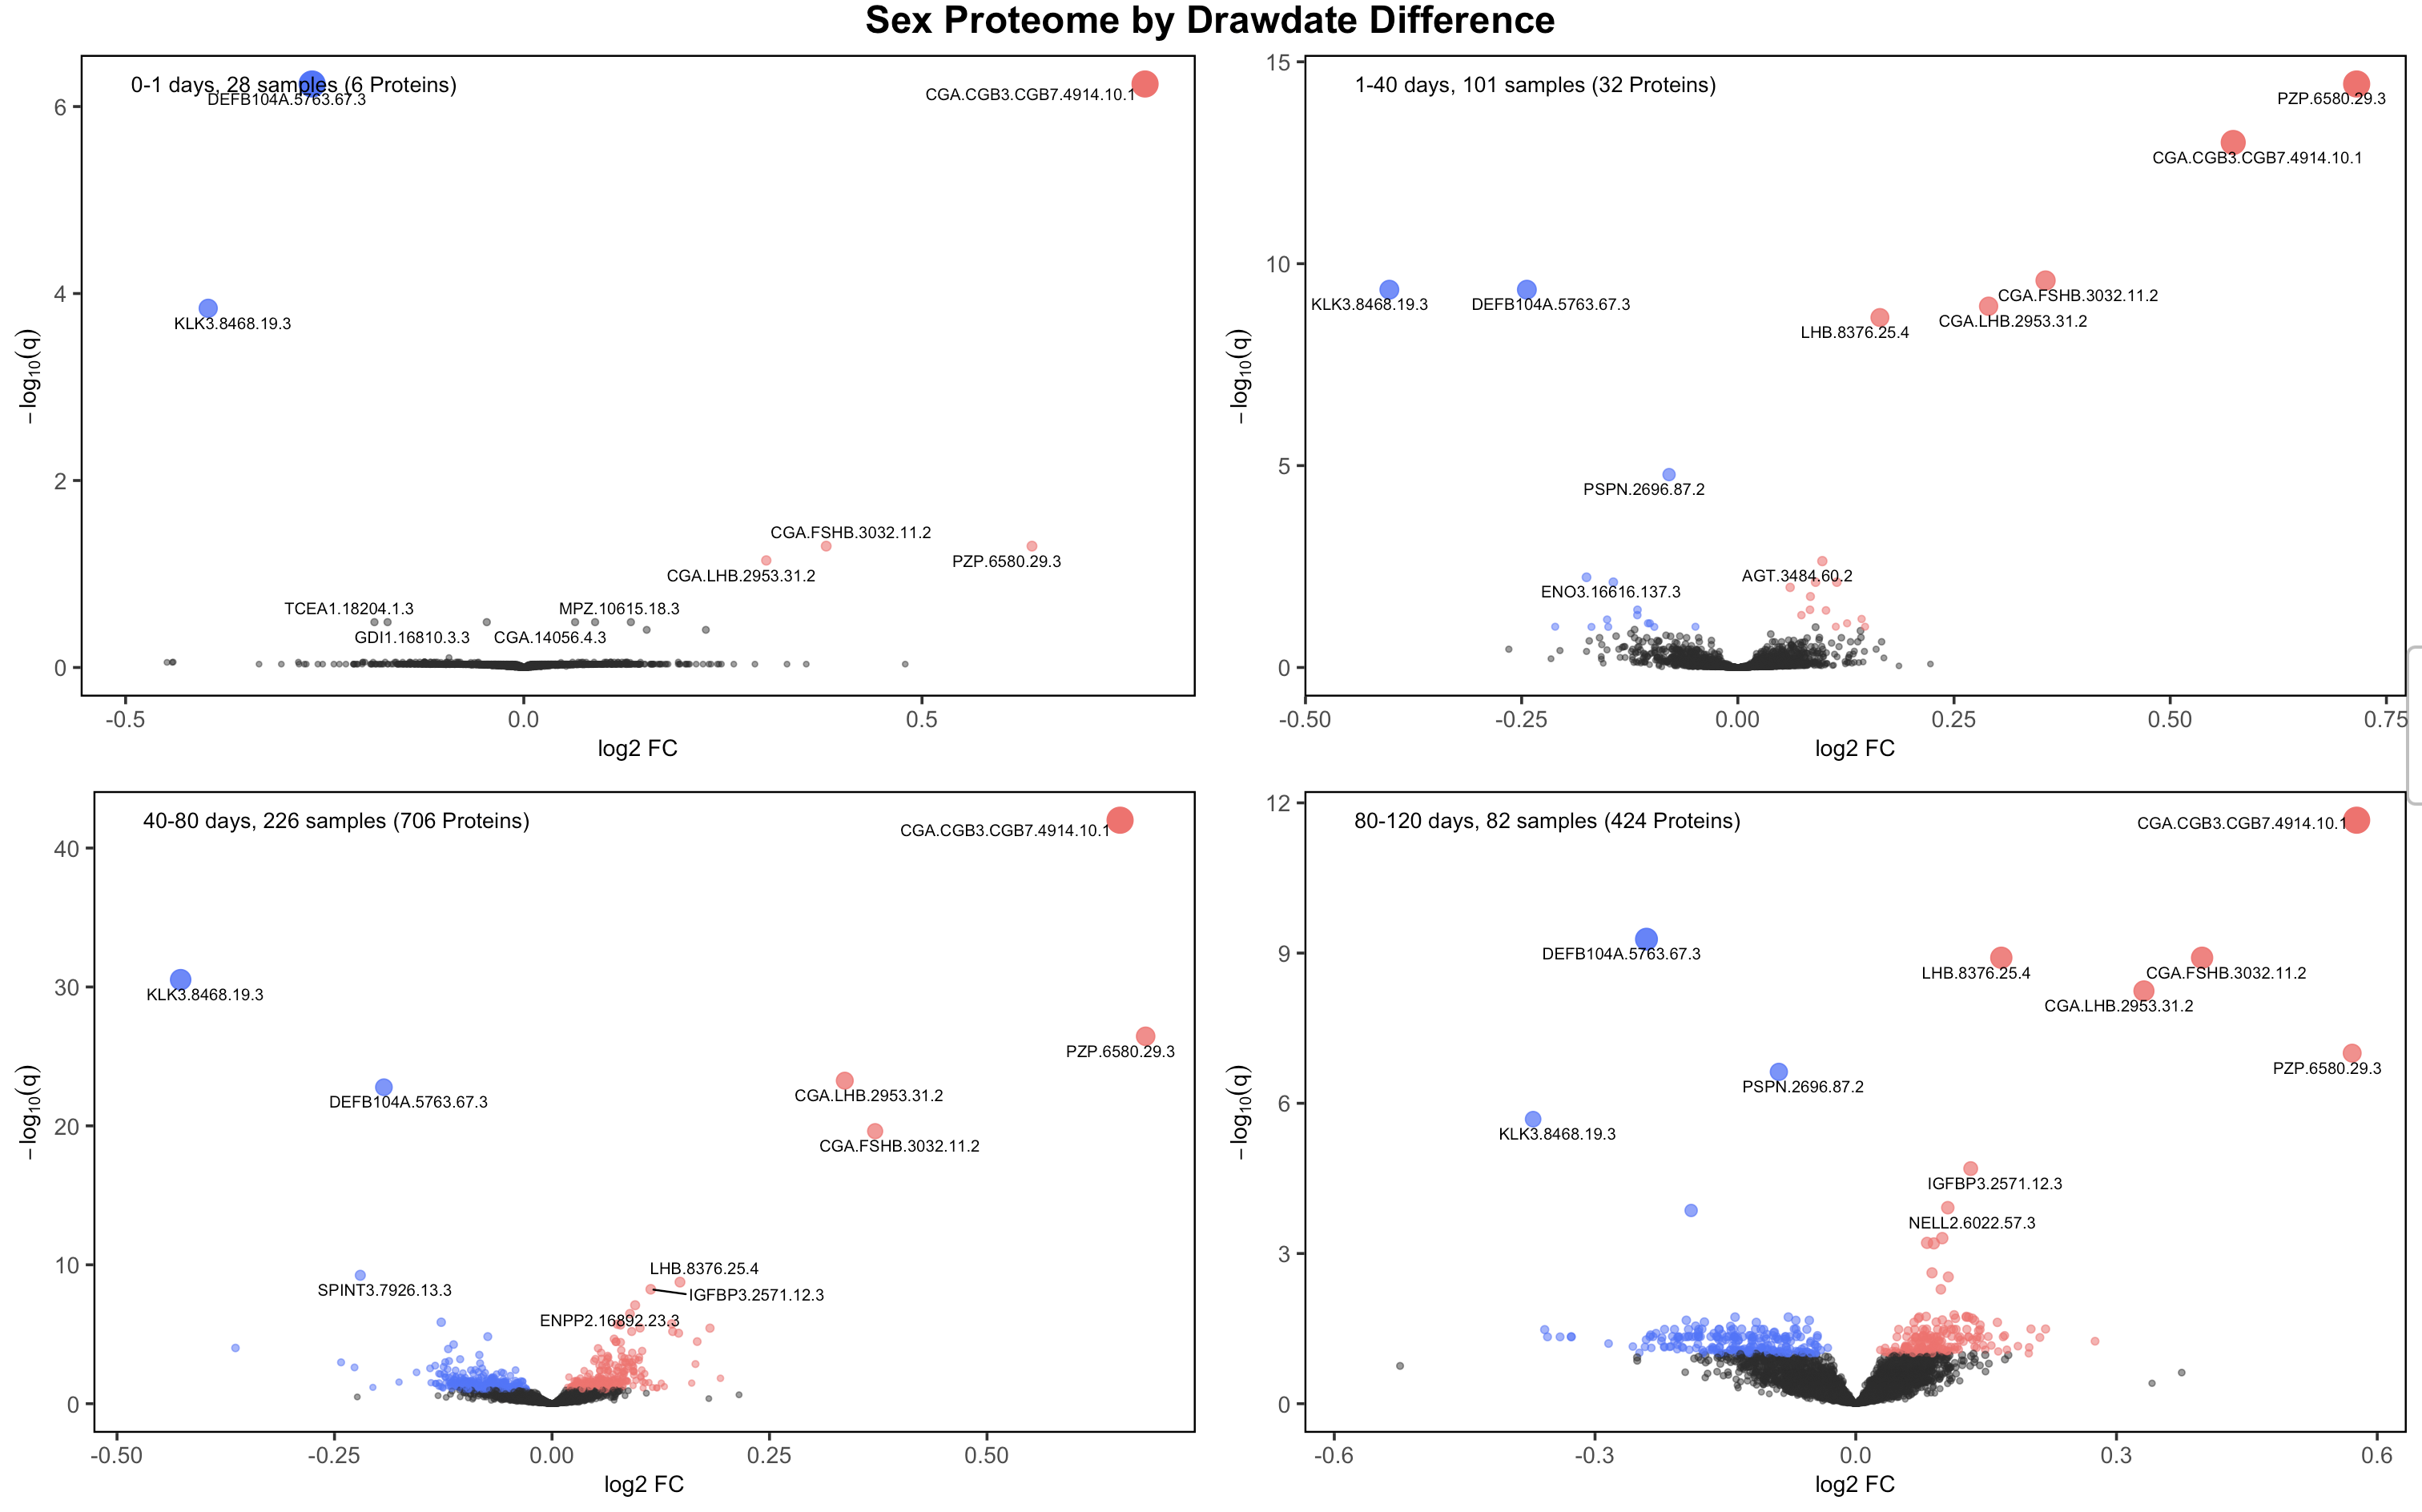 Sex Proteome by Drawdate Difference
0-1 days, 28 samples (6 Proteins)
DEFB104A.5763.67.3
CGA.CGB3.CGB7.4914.10.1
KLK3.8468.19.3
CGA.FSHB.3032.11.2
PZP.6580.29.3
CGA.LHB.2953.31.2
TCEA1.18204.1.3
MPZ.10615.18.3
GDI1.16810.3.3
CGA.14056.4.3
6
4
2
0
−log10(q)
-0.5
0.0
0.5
log2 FC
1-40 days, 101 samples (32 Proteins)
PZP.6580.29.3
CGA.CGB3.CGB7.4914.10.1
KLK3.8468.19.3
DEFB104A.5763.67.3
CGA.FSHB.3032.11.2
CGA.LHB.2953.31.2
LHB.8376.25.4
PSPN.2696.87.2
AGT.3484.60.2
ENO3.16616.137.3
15
10
5
0
−log10(q)
-0.50
-0.25
0.00
0.25
0.50
0.75
log2 FC
40-80 days, 226 samples (706 Proteins)
CGA.CGB3.CGB7.4914.10.1
KLK3.8468.19.3
PZP.6580.29.3
DEFB104A.5763.67.3
CGA.LHB.2953.31.2
CGA.FSHB.3032.11.2
LHB.8376.25.4
SPINT3.7926.13.3
IGFBP3.2571.12.3
ENPP2.16892.23.3
40
30
20
10
0
−log10(q)
-0.50
-0.25
0.00
0.25
0.50
log2 FC
80-120 days, 82 samples (424 Proteins)
CGA.CGB3.CGB7.4914.10.1
DEFB104A.5763.67.3
LHB.8376.25.4
CGA.FSHB.3032.11.2
CGA.LHB.2953.31.2
PZP.6580.29.3
PSPN.2696.87.2
KLK3.8468.19.3
IGFBP3.2571.12.3
NELL2.6022.57.3
12
9
6
3
0
−log10(q)
-0.6
-0.3
0.0
0.3
0.6
log2 FC